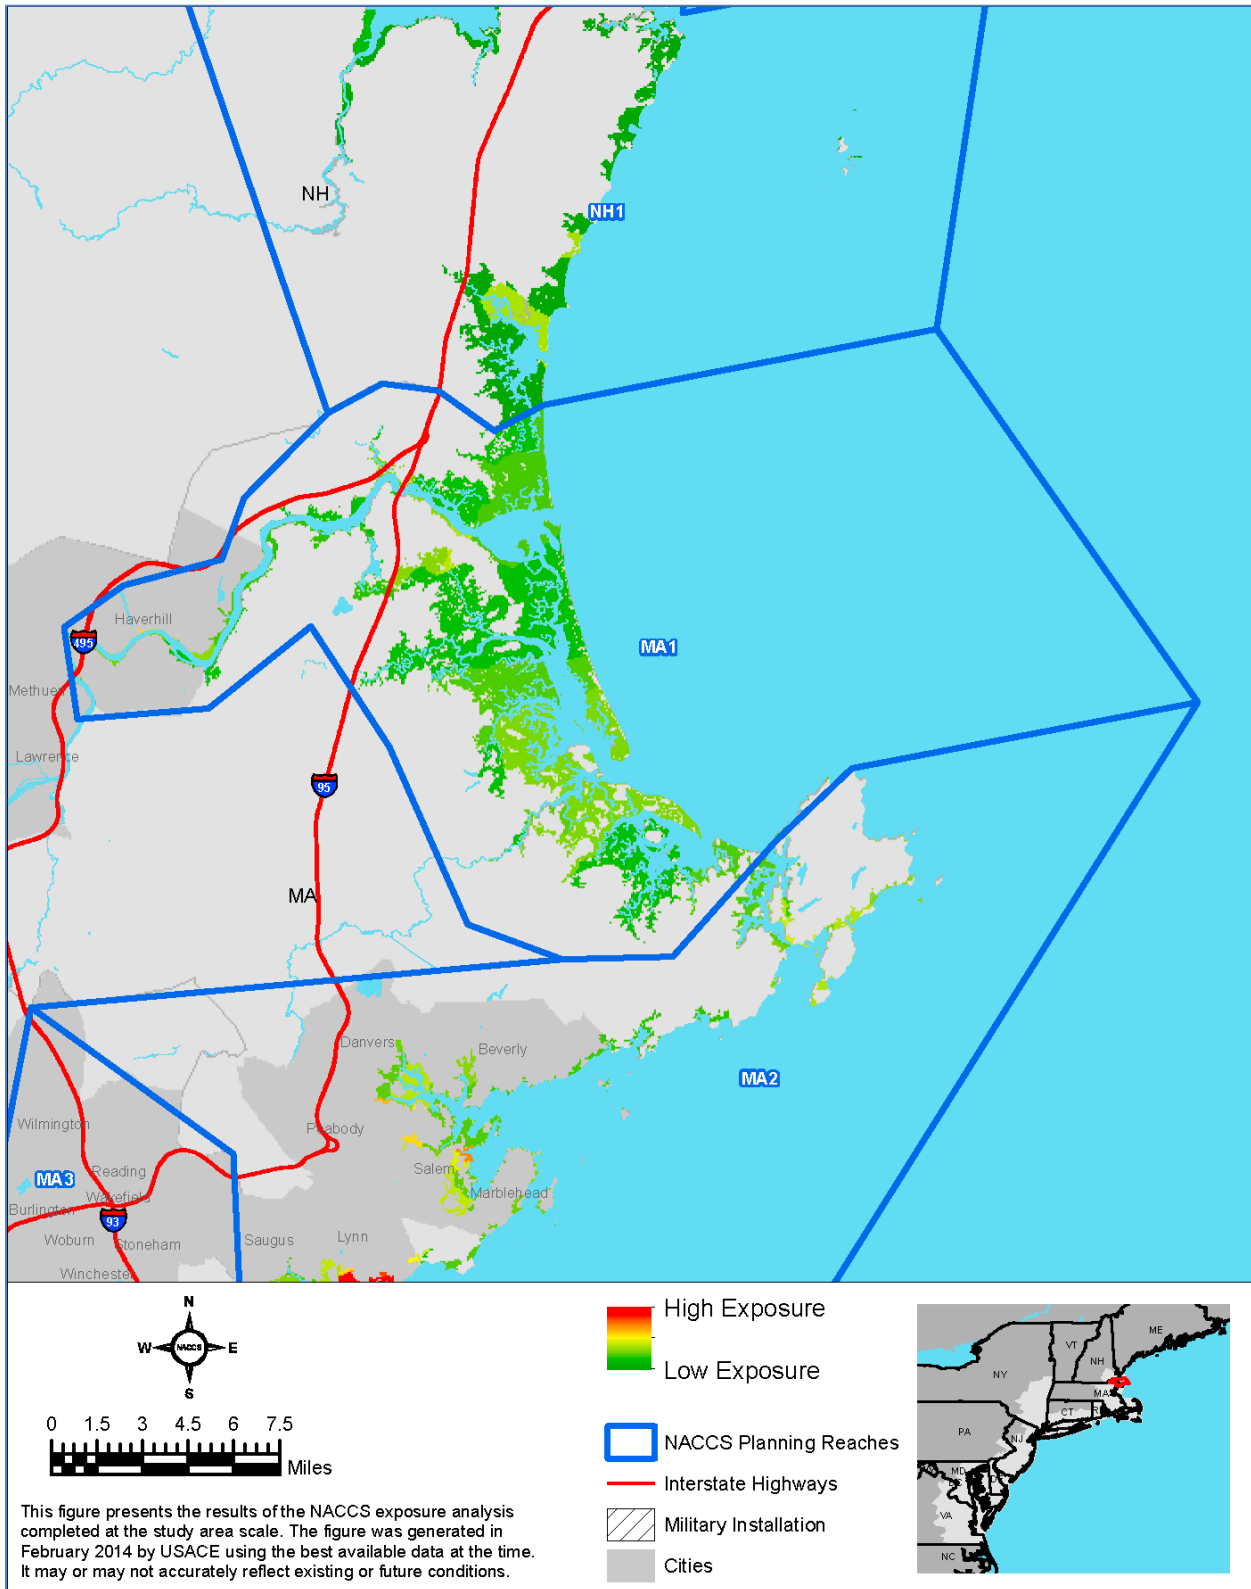 NH
NH1
Haverhill
495
MA1
Methuen
Lawrence
95
MA
Danvers
Beverly
MA2
Wilmington
Peabody
Reading
Salem
MA3
Wakefield
Marblehead
Burlington
93
Woburn
Stoneham
Saugus
Lynn
Winchester
N
W
NACCS
E
S
0 1.5 3 4.5 6 7.5
Miles
This figure presents the results of the NACCS exposure analysis
completed at the study area scale. The figure was generated in
February 2014 by USACE using the best available data at the time.
It may or may not accurately reflect existing or future conditions.
High Exposure
Low Exposure
NACCS Planning Reaches
Interstate Highways
Military Installation
Cities
ME
VT
NH
NY
MA
CT
PA
NJ
MD
VA
NC